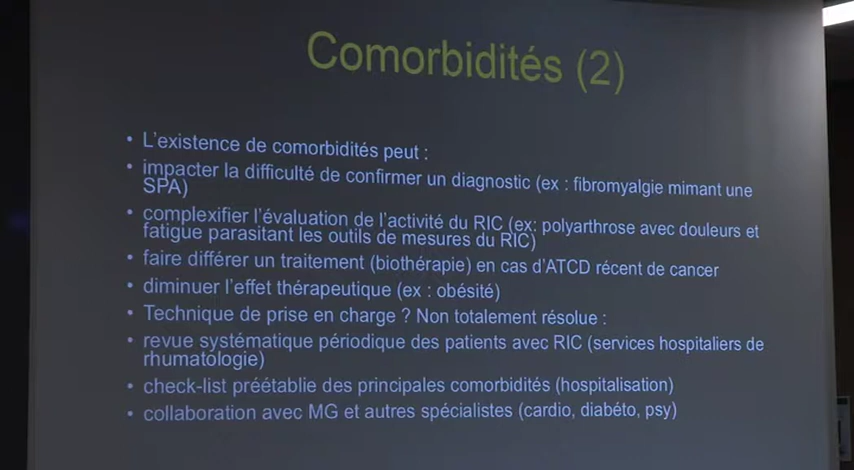 Comorbidités (2)
• L'existence de comorbidités peut :
• impacter la difficulté de confirmer un diagnostic (ex : fibromyalgie mimant une
SPA)
• complexifier l'évaluation de l'activité du RIC (ex: polyarthrose avec douleurs et
fatigue parasitant les outils de mesures du RIC)
• faire différer un traitement (biothérapie) en cas d'ATCD récent de cancer
• diminuer l'effet thérapeutique (ex : obésité)
• Technique de prise en charge ? Non totalement résolue :
• revue systématique périodique des patients avec RIC (services hospitaliers de
rhumatologie)
• check-list préétablie des principales comorbidités (hospitalisation)
• collaboration avec MG et autres spécialistes (cardio, diabéto, psy)